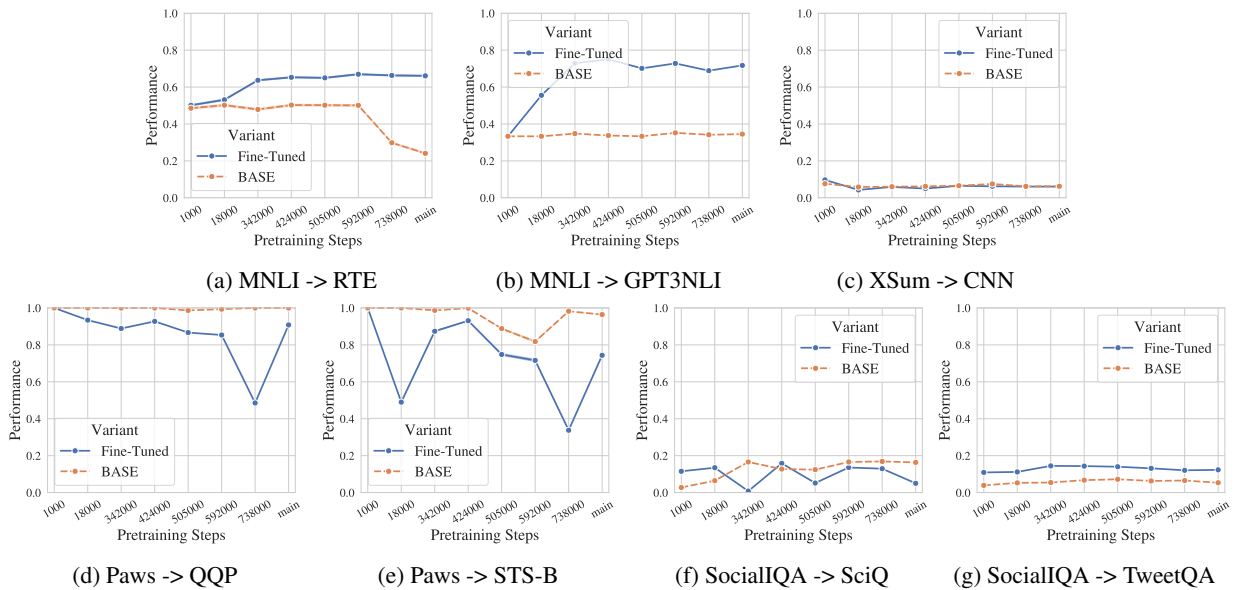 1.0
0.8
0.6
0.4
0.2
0.0
Performance
Variant
Fine-Tuned
BASE
1000
18000
342000
424000
505000
592000
738000
main
Pretraining Steps
(a) MNLI -> RTE
1.0
0.8
0.6
0.4
0.2
0.0
Performance
Variant
Fine-Tuned
BASE
1000
18000
342000
424000
505000
592000
738000
main
Pretraining Steps
(b) MNLI -> GPT3NLI
1.0
0.8
0.6
0.4
0.2
0.0
Performance
Variant
Fine-Tuned
BASE
1000
18000
342000
424000
505000
592000
738000
main
Pretraining Steps
(c) XSum -> CNN
1.0
0.8
0.6
0.4
0.2
0.0
Performance
Variant
Fine-Tuned
BASE
1000
18000
342000
424000
505000
592000
738000
main
Pretraining Steps
(d) Paws -> QQP
1.0
0.8
0.6
0.4
0.2
0.0
Performance
Variant
Fine-Tuned
BASE
1000
18000
342000
424000
505000
592000
738000
main
Pretraining Steps
(e) Paws -> STS-B
1.0
0.8
0.6
0.4
0.2
0.0
Performance
Variant
Fine-Tuned
BASE
1000
18000
342000
424000
505000
592000
738000
main
Pretraining Steps
(f) SocialIQA -> SciQ
1.0
0.8
0.6
0.4
0.2
0.0
Performance
Variant
Fine-Tuned
BASE
1000
18000
342000
424000
505000
592000
738000
main
Pretraining Steps
(g) SocialIQA -> TweetQA